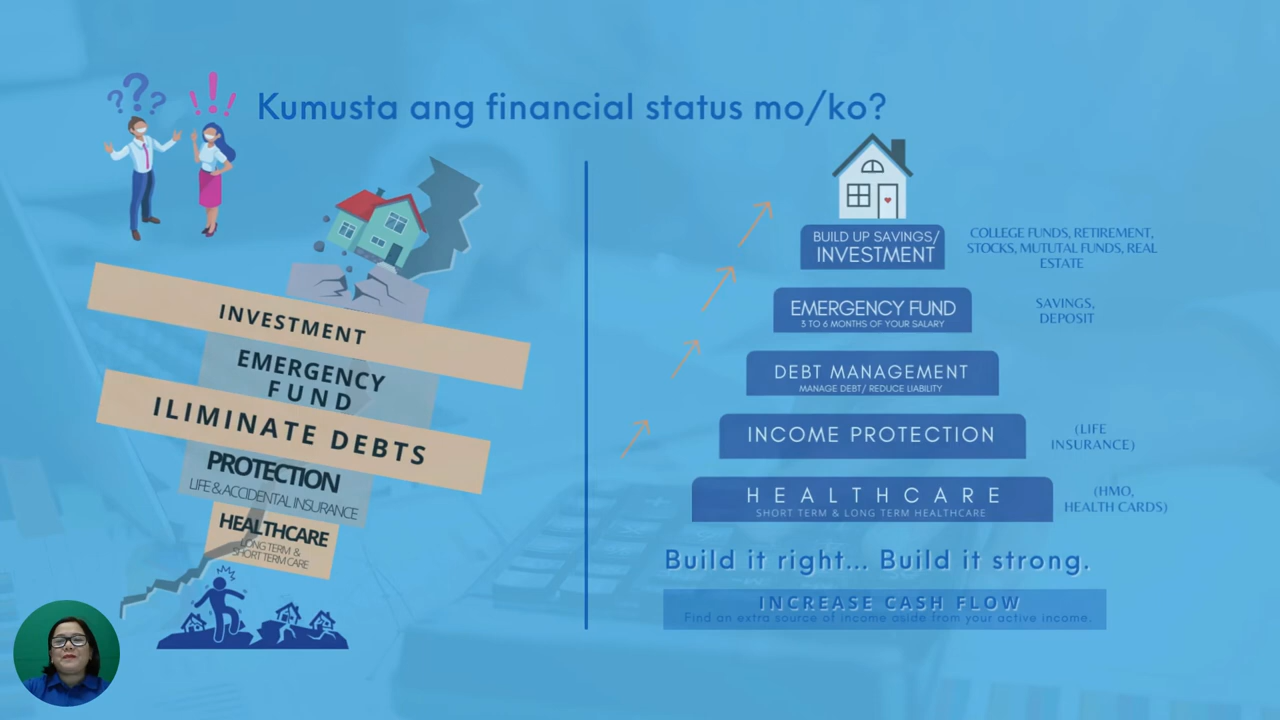 ??? !!!
Kumusta ang financial status mo/ko?
INVESTMENT
EMERGENCY
FUND
ILIMINATE DEBTS
PROTECTION
LIFE & ACCIDENTAL INSURANCE
HEALTHCARE
LONG TERM &
SHORT TERM CARE
BUILD UP SAVINGS/
INVESTMENT
COLLEGE FUNDS, RETIREMENT,
STOCKS, MUTUTAL FUNDS, REAL
ESTATE
EMERGENCY FUND
3 TO 6 MONTHS OF YOUR SALARY
SAVINGS,
DEPOSIT
DEBT MANAGEMENT
MANAGE DEBT/ REDUCE LIABILITY
INCOME PROTECTION
(LIFE
INSURANCE)
HEALTHCARE
SHORT TERM & LONG TERM HEALTHCARE
(HMO,
HEALTH CARDS)
Build it right... Build it strong.
INCREASE CASH FLOW
Find an extra source of income aside from your active income.